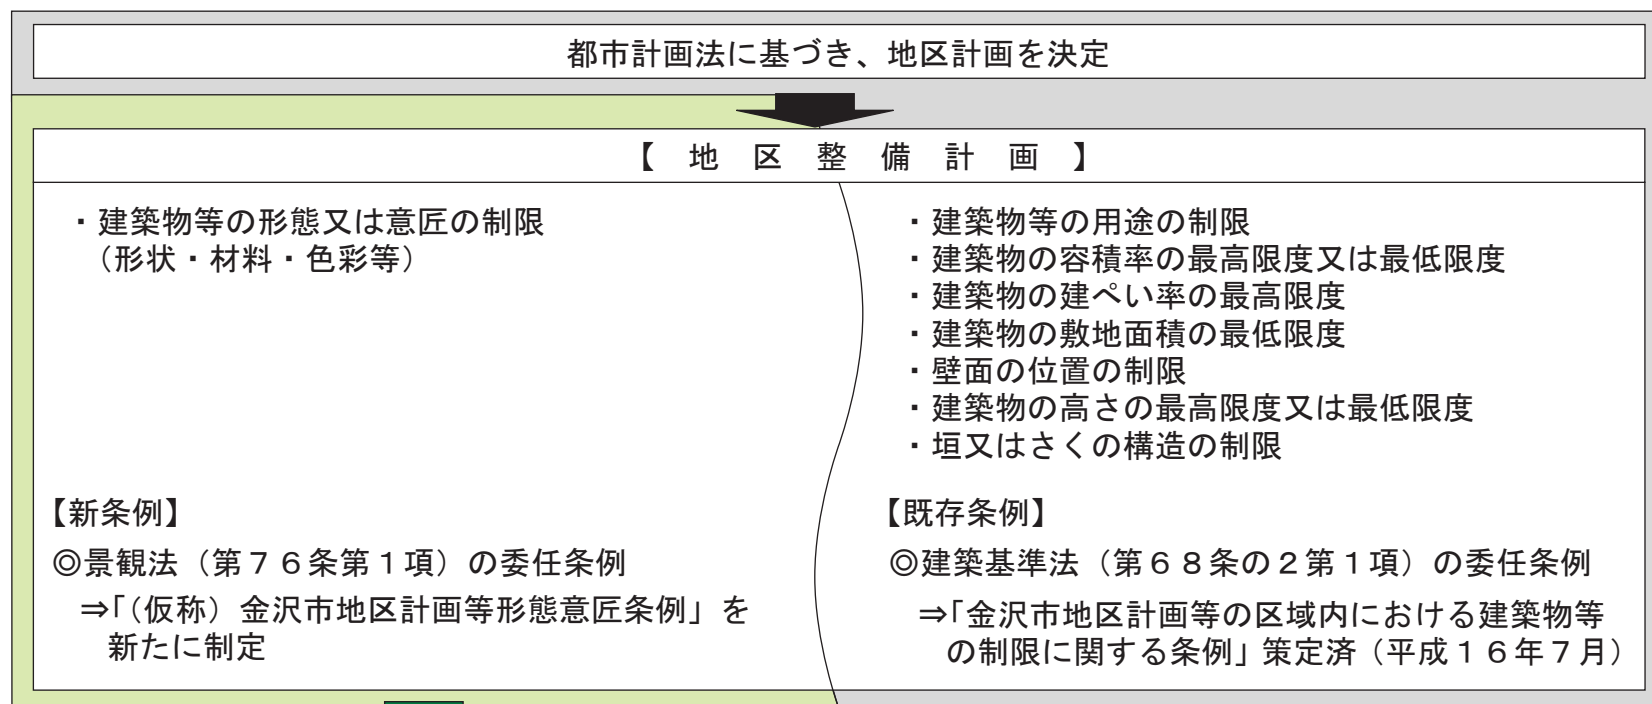 都市計画法に基づき、地区計画を決定
【地区整備計画】
・建築物等の形態又は意匠の制限
（形状・材料・色彩等）
【新条例】
◎景観法（第７６条第１項）の委任条例
⇒「（仮称）金沢市地区計画等形態意匠条例」を
新たに制定
・建築物等の用途の制限
・建築物の容積率の最高限度又は最低限度
・建築物の建ぺい率の最高限度
・建築物の敷地面積の最低限度
・壁面の位置の制限
・建築物の高さの最高限度又は最低限度
・垣又はさくの構造の制限
【既存条例】
◎建築基準法（第６８条の２第１項）の委任条例
⇒「金沢市地区計画等の区域内における建築物等
の制限に関する条例」策定済（平成１６年７月）